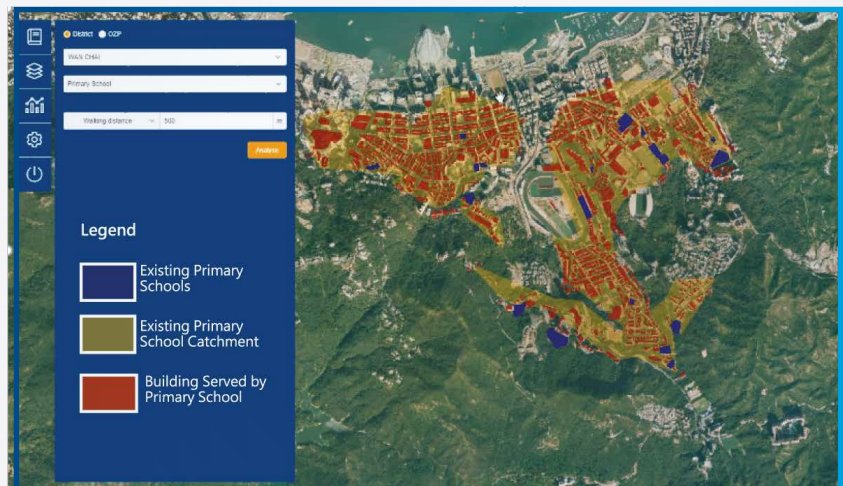 District OZP
WAN CHAI
Primary School
Walking distance 500 m
Analyse
Legend
Existing Primary
Schools
Existing Primary
School Catchment
Building Served by
Primary School